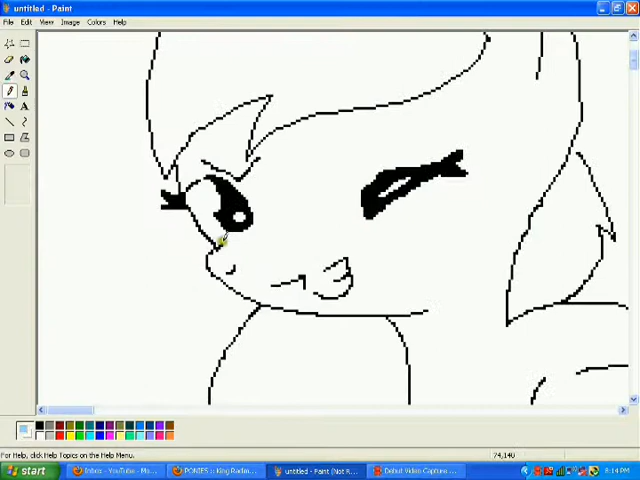 untitled - Paint
File Edit View Image Colors Help
A
For Help, click Help Topics on the Help Menu.
74,140
start
Inbox - YouTube - Mo...
PONIES :: King Radim...
untitled - Paint (Not R...
Debut Video Capture ...
8:14 PM